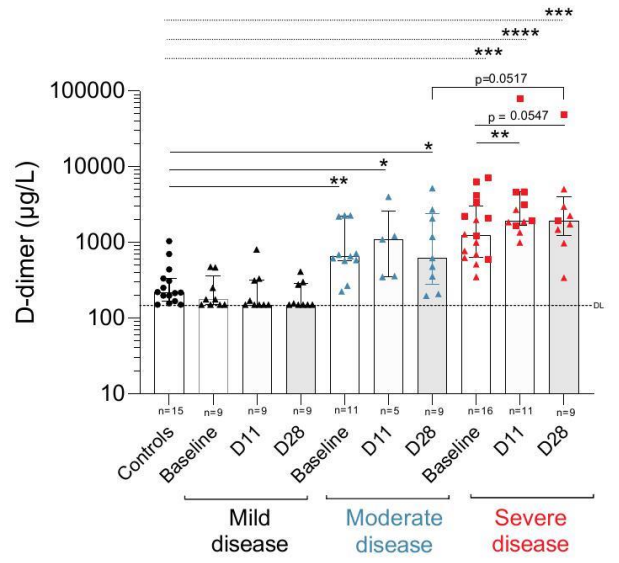 ***
****
***
p=0.0517
p = 0.0547
**
*
*
**
100000
10000
1000
100
10
D-dimer (µg/L)
DL
n=15 n=9 n=9 n=9 n=11 n=5 n=9 n=16 n=11 n=9
Controls Baseline D11 D28 Baseline D11 D28 Baseline D11 D28
Mild disease
Moderate disease
Severe disease